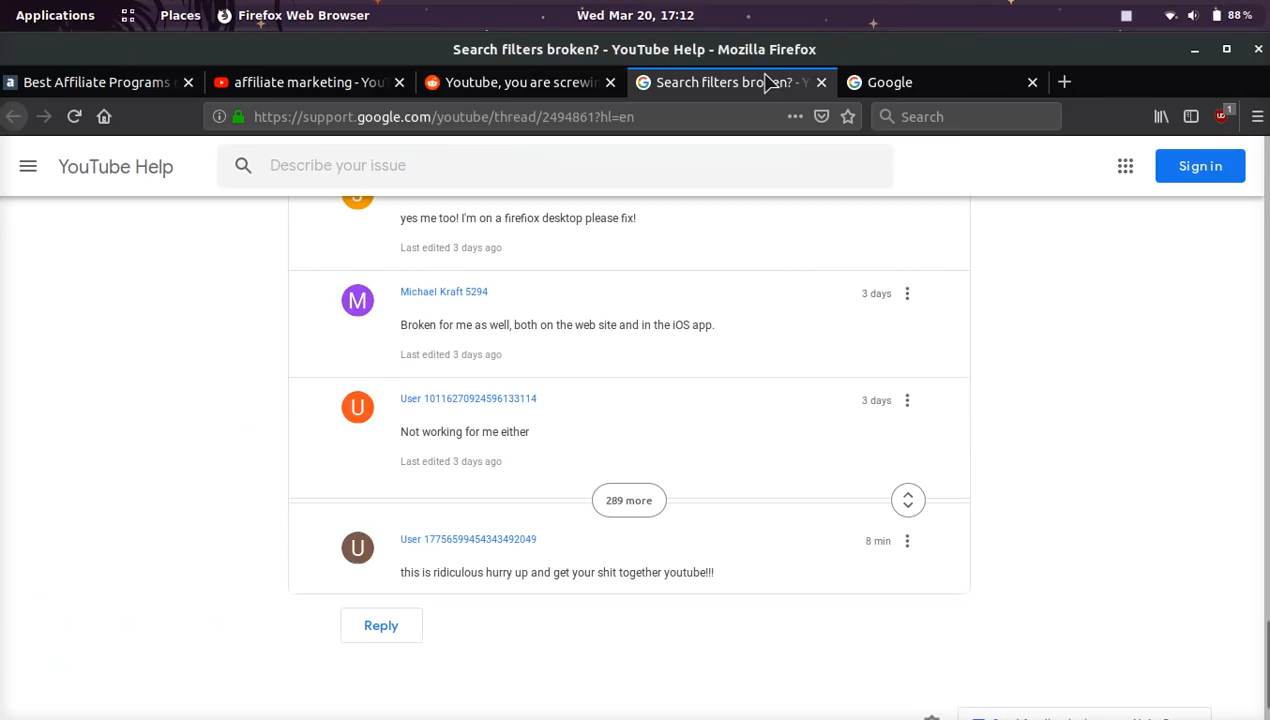 Applications Places Firefox Web Browser Wed Mar 20, 17:12 88%
Search filters broken? - YouTube Help - Mozilla Firefox
Best Affiliate Programs affiliate marketing - You Youtube, you are screwin Search filters broken? - Y Google
https://support.google.com/youtube/thread/2494861?hl=en Search 1
YouTube Help Describe your issue Sign in
yes me too! I'm on a firefiox desktop please fix!
Last edited 3 days ago
M Michael Kraft 5294 3 days
Broken for me as well, both on the web site and in the iOS app.
Last edited 3 days ago
U User 10116270924596133114 3 days
Not working for me either
Last edited 3 days ago
289 more
U User 17756599454343492049 8 min
this is ridiculous hurry up and get your shit together youtube!!!
Reply